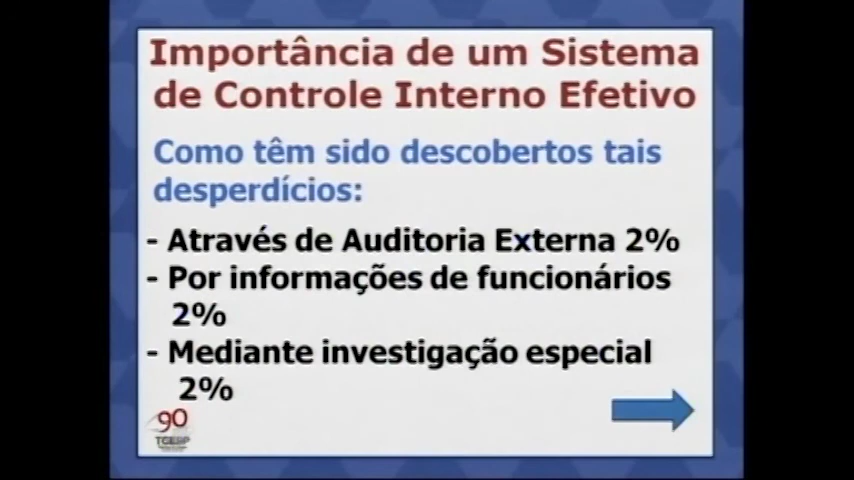 Importância de um Sistema
de Controle Interno Efetivo
Como têm sido descobertos tais
desperdícios:
- Através de Auditoria Externa 2%
- Por informações de funcionários
2%
- Mediante investigação especial
2%
90
TCESP